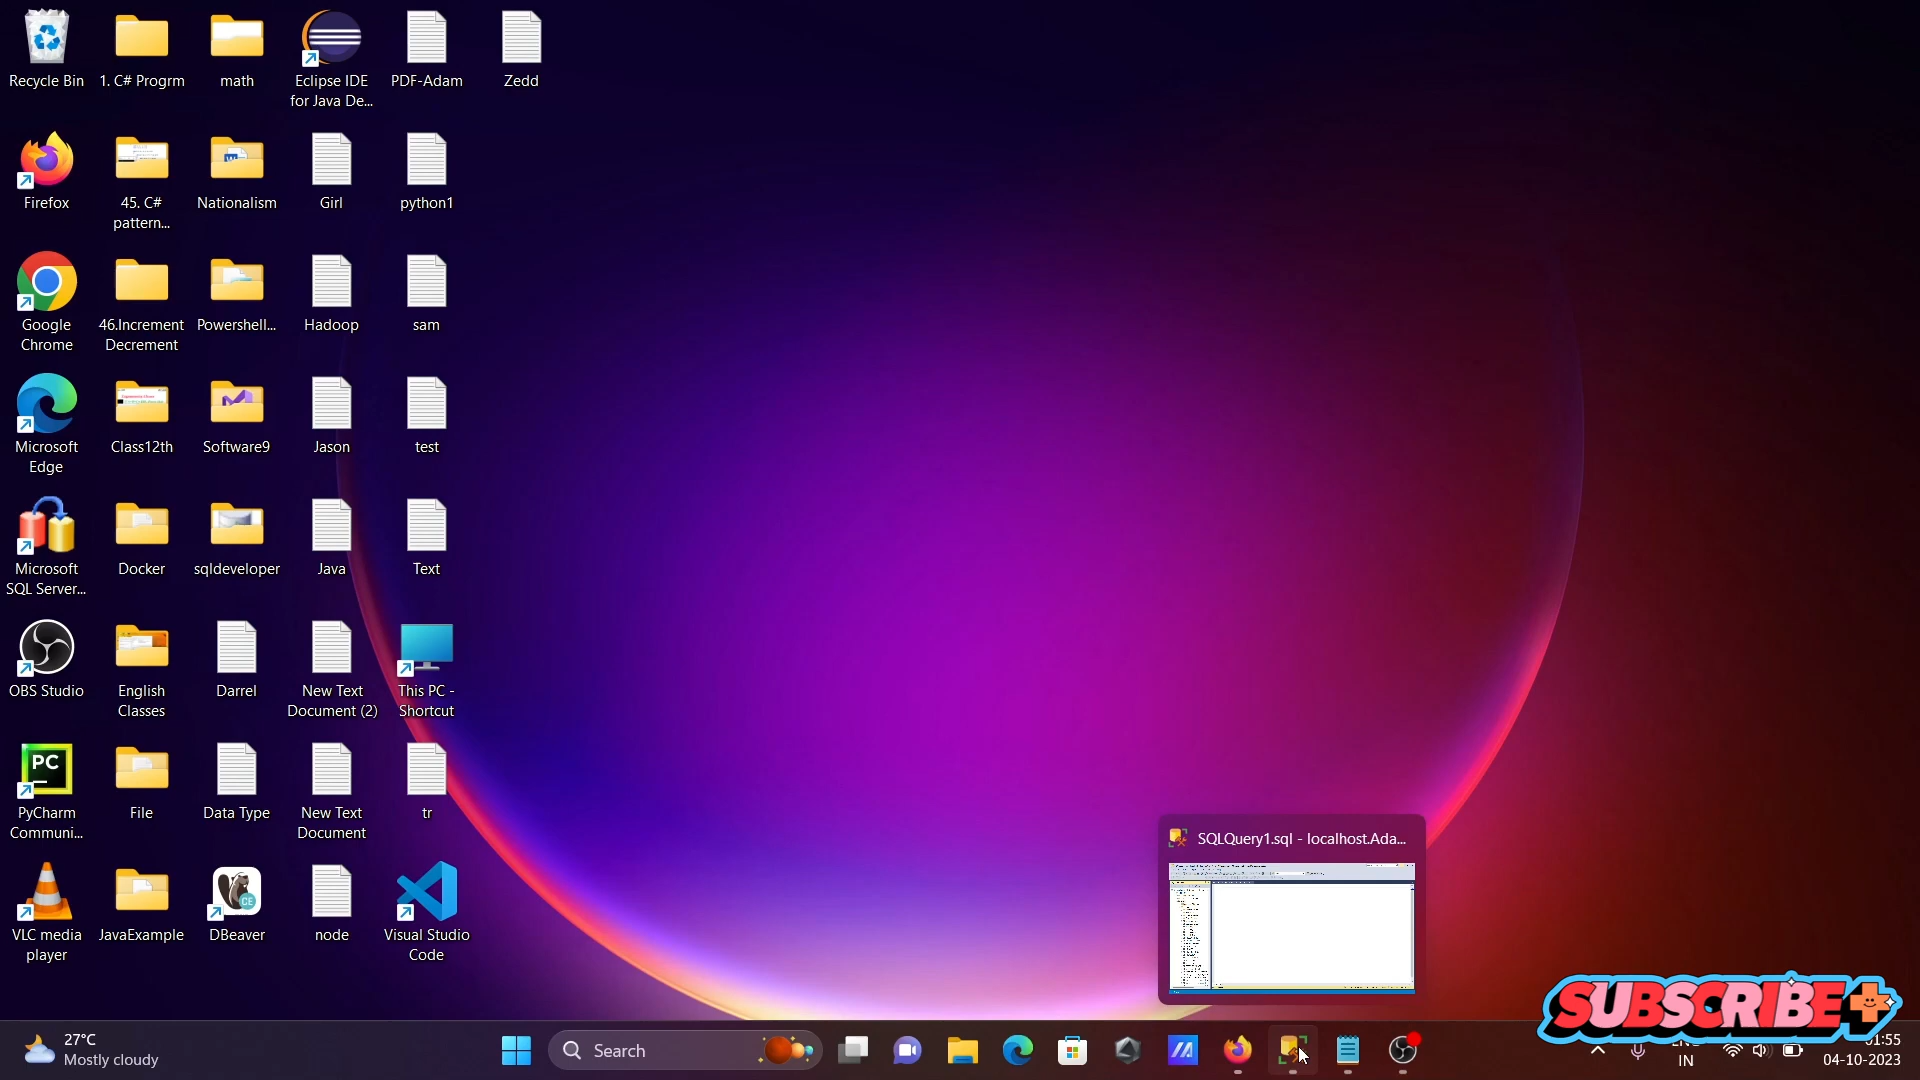 Recycle Bin
1. C# Progrm
math
Eclipse IDE
for Java De...
PDF-Adam
Zedd
Firefox
45. C#
pattern...
Nationalism
Girl
python1
Google
Chrome
46.Increment
Decrement
Powershell...
Hadoop
sam
Microsoft
Edge
Class12th
Software9
Jason
test
Microsoft
SQL Server...
Docker
sqldeveloper
Java
Text
OBS Studio
English
Classes
Darrel
New Text
Document (2)
This PC -
Shortcut
PC
PyCharm
Communi...
File
Data Type
New Text
Document
tr
VLC media
player
JavaExample
CE
DBeaver
node
Visual Studio
Code
SQLQuery1.sql - localhost.Ada...
SUBSCRIBE
27°C
Mostly cloudy
Search
IN
01:55
04-10-2023